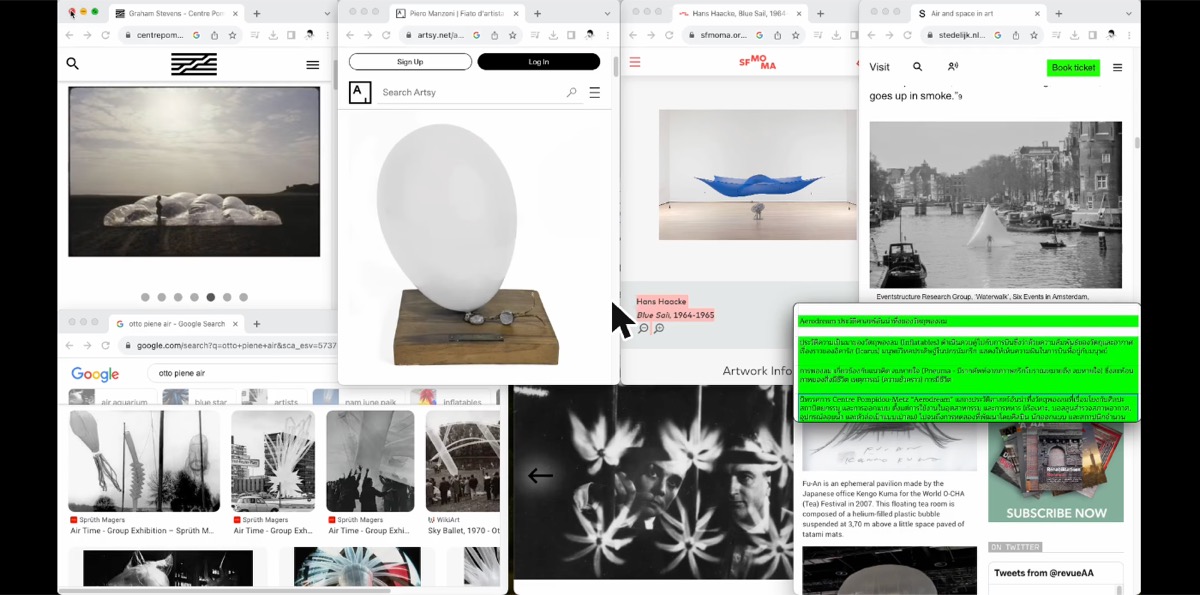 Graham Stevens - Centre Pom
centrepom...
Piero Manzoni | Fiato d'artista
artsy.net/a...
Sign Up
Log In
Search Artsy
Hans Haacke, Blue Sail, 1964-
sfmoma.or...
SF MO MA
Hans Haacke
Blue Sail, 1964-1965
Artwork Info
Air and space in art
stedelijk.nl...
Visit
Book ticket
goes up in smoke."9
Eventstructure Research Group, 'Waterwalk', Six Events in Amsterdam,
otto piene air - Google Search
google.com/search?q=otto+piene+air&sca_esv=5737
Google
otto piene air
air aquarium
star
artists
nam june paik
inflatables
Sprüth Magers
Air Time - Group Exhibition – Sprüth M...
Sprüth Magers
Air Time - Group Exh...
Sprüth Magers
Air Time - Group Exhi...
WikiArt
Sky Ballet, 1970 - Ot
Fu-An is an ephemeral pavilion made by the
Japanese office Kengo Kuma for the World O-CHA
(Tea) Festival in 2007. This floating tea room is
composed of a helium-filled plastic bubble
suspended at 3,70 m above a little space paved of
tatami mats.
SUBSCRIBE NOW
ON TWITTER
Tweets from @revueAA